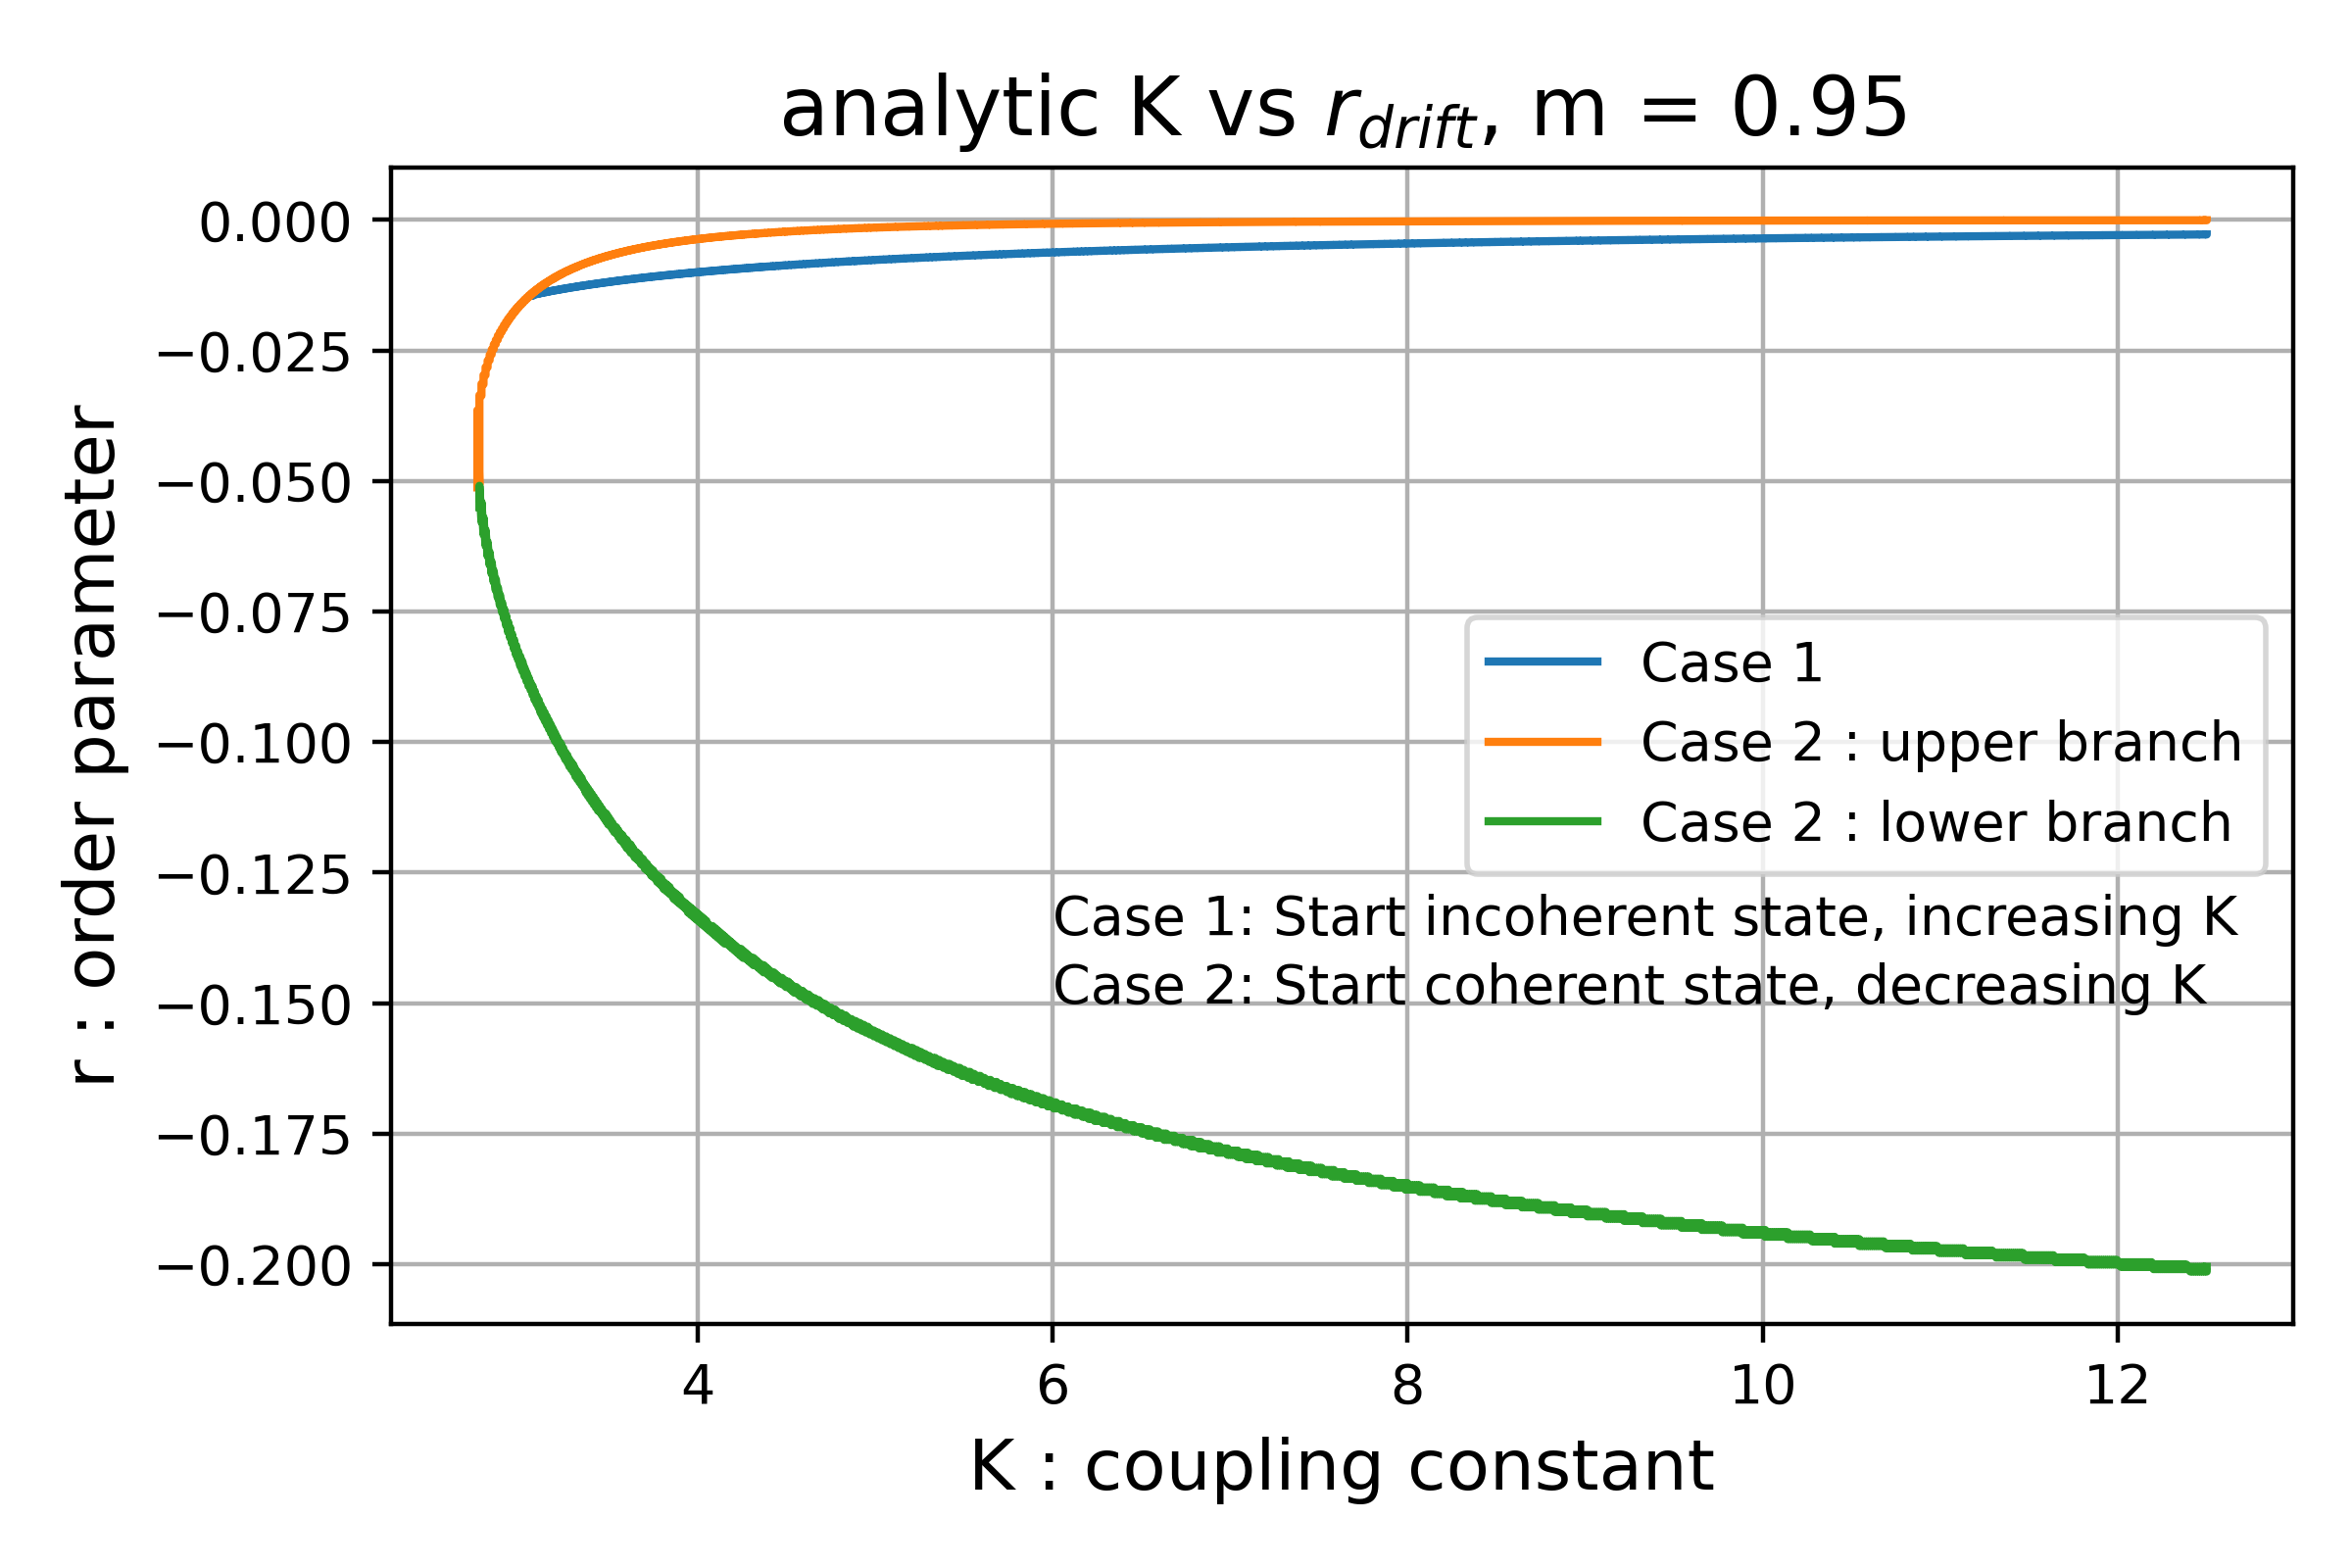 analytic K vs r_drift, m = 0.95
0.000
−0.025
−0.050
−0.075
−0.100
−0.125
−0.150
−0.175
−0.200
r : order parameter
Case 1
Case 2 : upper branch
Case 2 : lower branch
Case 1: Start incoherent state, increasing K
Case 2: Start coherent state, decreasing K
4 6 8 10 12
K : coupling constant